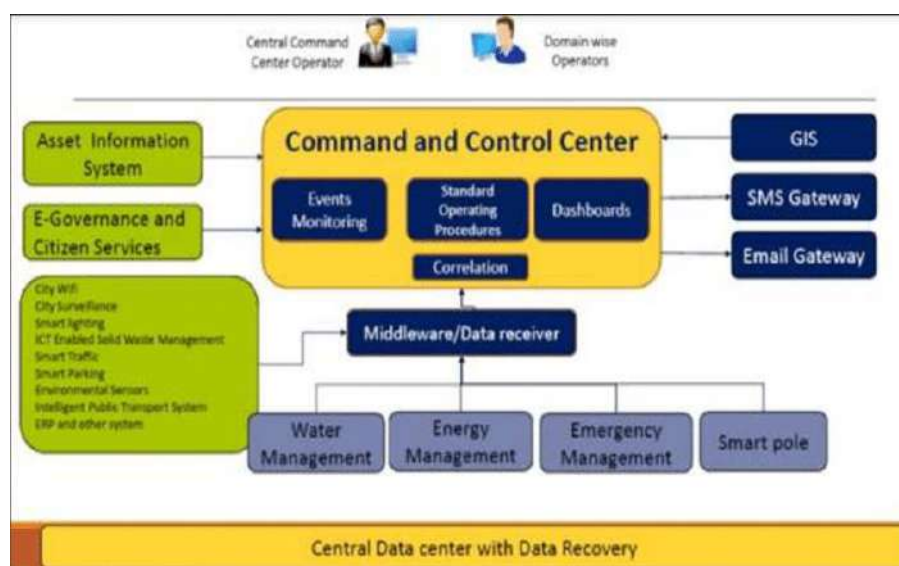 Central Command
Center Operator
Domain wise
Operators
Asset Information
System
E-Governance and
Citizen Services
City Wifi
City Surveillance
Smart lighting
ICT Enabled Solid Waste Management
Smart Traffic
Smart Parking
Environmental Sensors
Intelligent Public Transport System
ERP and other system
Command and Control Center
Events
Monitoring
Standard
Operating
Procedures
Dashboards
Correlation
GIS
SMS Gateway
Email Gateway
Middleware/Data receiver
Water
Management
Energy
Management
Emergency
Management
Smart pole
Central Data center with Data Recovery